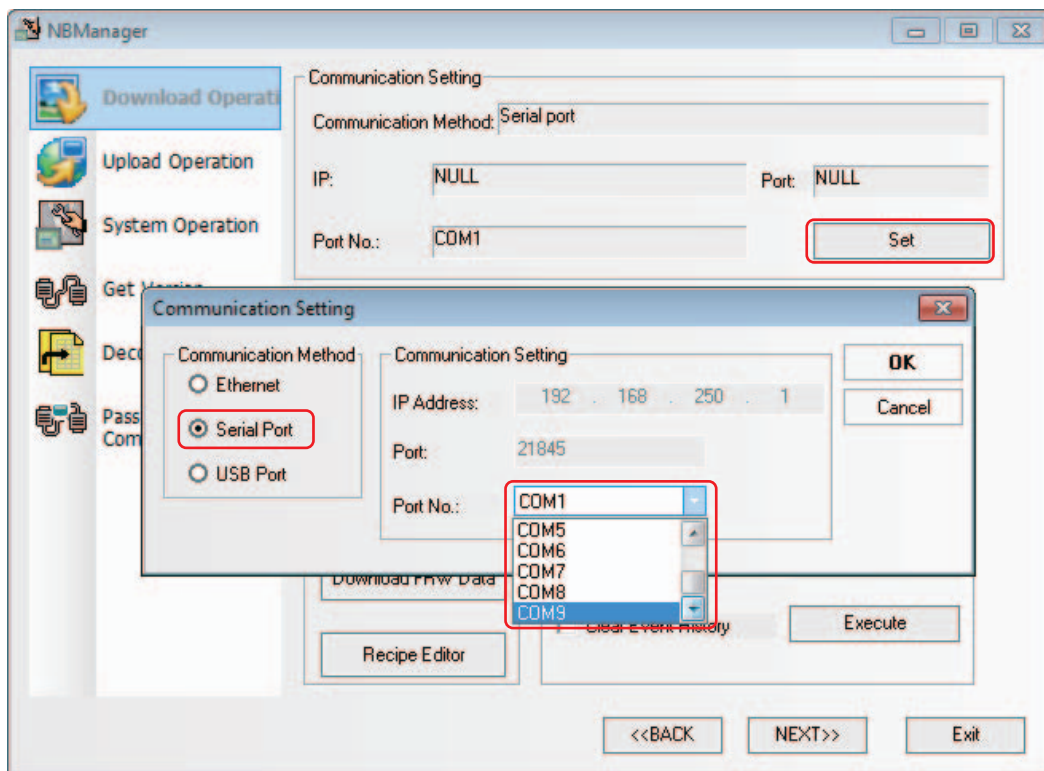 NBManager
Download Operati
Upload Operation
System Operation
Get
Deco
Pass
Com
Communication Setting
Communication Method: Serial port
IP: NULL Port: NULL
Port No.: COM1 Set
Communication Setting
Communication Method
Ethernet
Serial Port
USB Port
Communication Setting
IP Address: 192 . 168 . 250 . 1
Port: 21845
Port No.: COM1
COM5
COM6
COM7
COM8
COM9
OK
Cancel
Download PRW Data
Recipe Editor
Clear Event History
Execute
<<BACK NEXT>> Exit